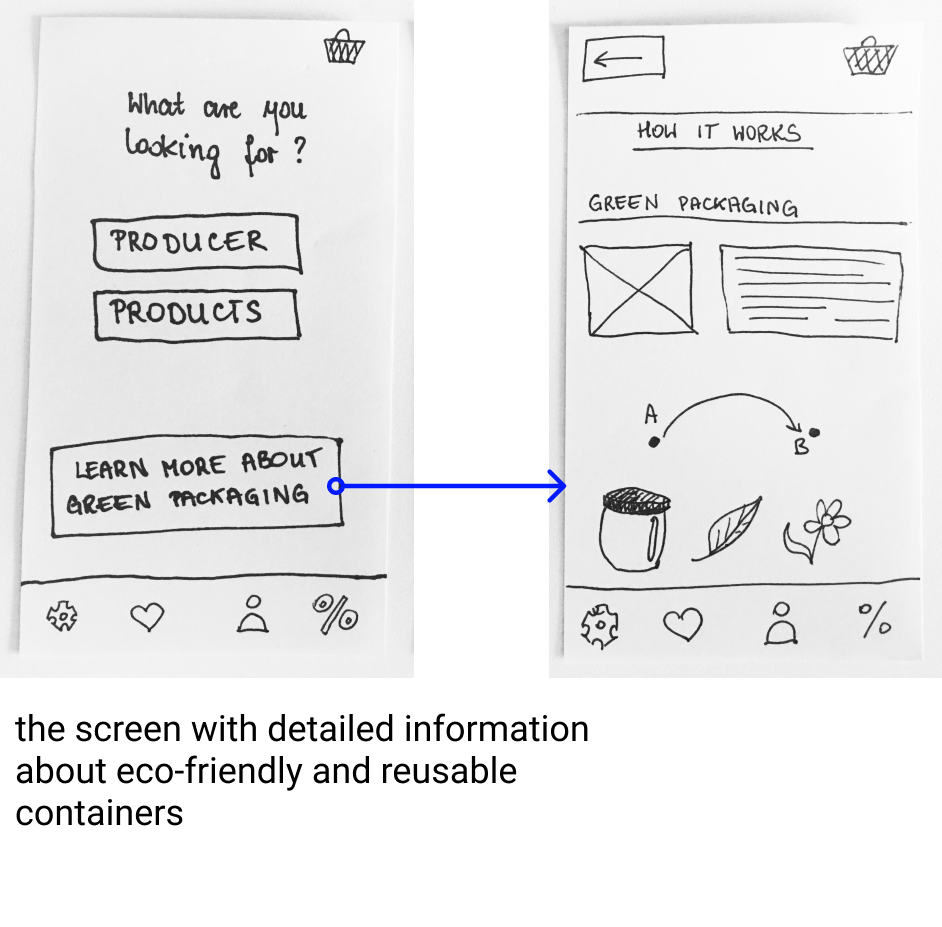 What are you
looking for ?
PRODUCER
PRODUCTS
LEARN MORE ABOUT
GREEN PACKAGING
%
HOW IT WORKS
GREEN PACKAGING
A
B
%
the screen with detailed information
about eco-friendly and reusable
containers